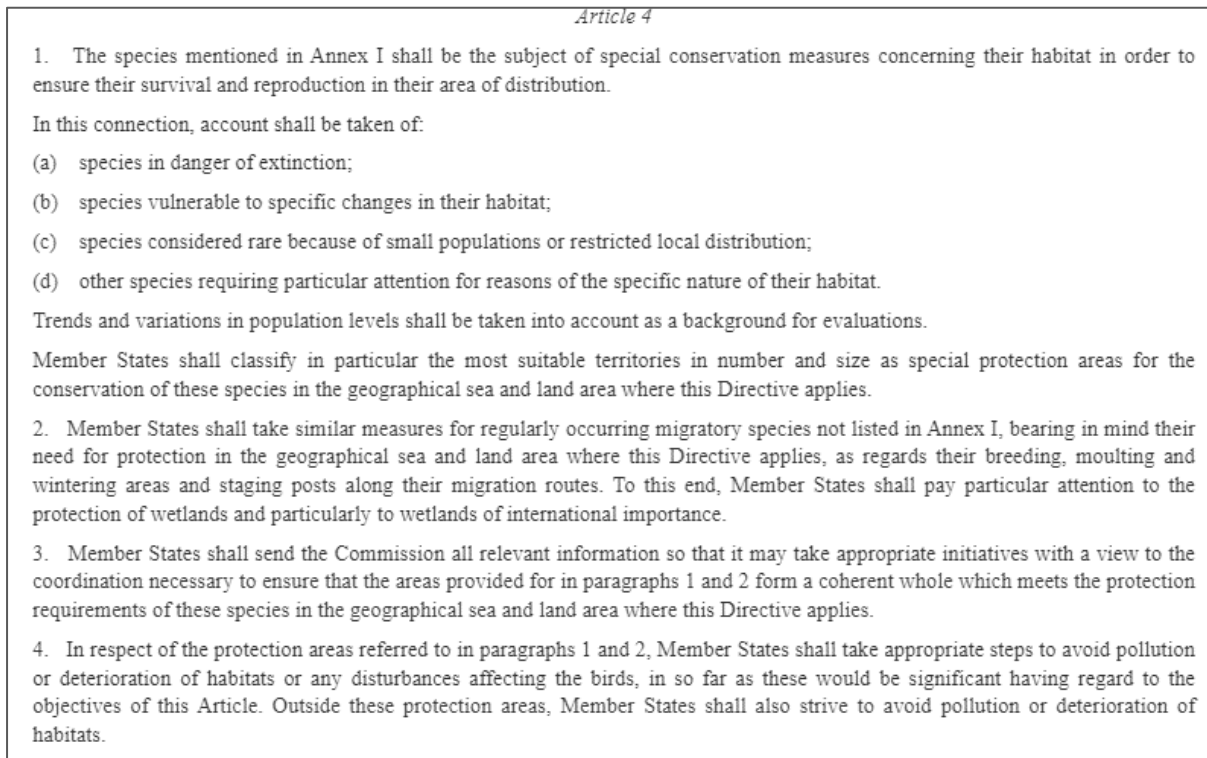 Article 4
1. The species mentioned in Annex I shall be the subject of special conservation measures concerning their habitat in order to
ensure their survival and reproduction in their area of distribution.
In this connection, account shall be taken of:
(a) species in danger of extinction;
(b) species vulnerable to specific changes in their habitat;
(c) species considered rare because of small populations or restricted local distribution;
(d) other species requiring particular attention for reasons of the specific nature of their habitat.
Trends and variations in population levels shall be taken into account as a background for evaluations.
Member States shall classify in particular the most suitable territories in number and size as special protection areas for the
conservation of these species in the geographical sea and land area where this Directive applies.
2. Member States shall take similar measures for regularly occurring migratory species not listed in Annex I, bearing in mind their
need for protection in the geographical sea and land area where this Directive applies, as regards their breeding, moulting and
wintering areas and staging posts along their migration routes. To this end, Member States shall pay particular attention to the
protection of wetlands and particularly to wetlands of international importance.
3. Member States shall send the Commission all relevant information so that it may take appropriate initiatives with a view to the
coordination necessary to ensure that the areas provided for in paragraphs 1 and 2 form a coherent whole which meets the protection
requirements of these species in the geographical sea and land area where this Directive applies.
4. In respect of the protection areas referred to in paragraphs 1 and 2, Member States shall take appropriate steps to avoid pollution
or deterioration of habitats or any disturbances affecting the birds, in so far as these would be significant having regard to the
objectives of this Article. Outside these protection areas, Member States shall also strive to avoid pollution or deterioration of
habitats.